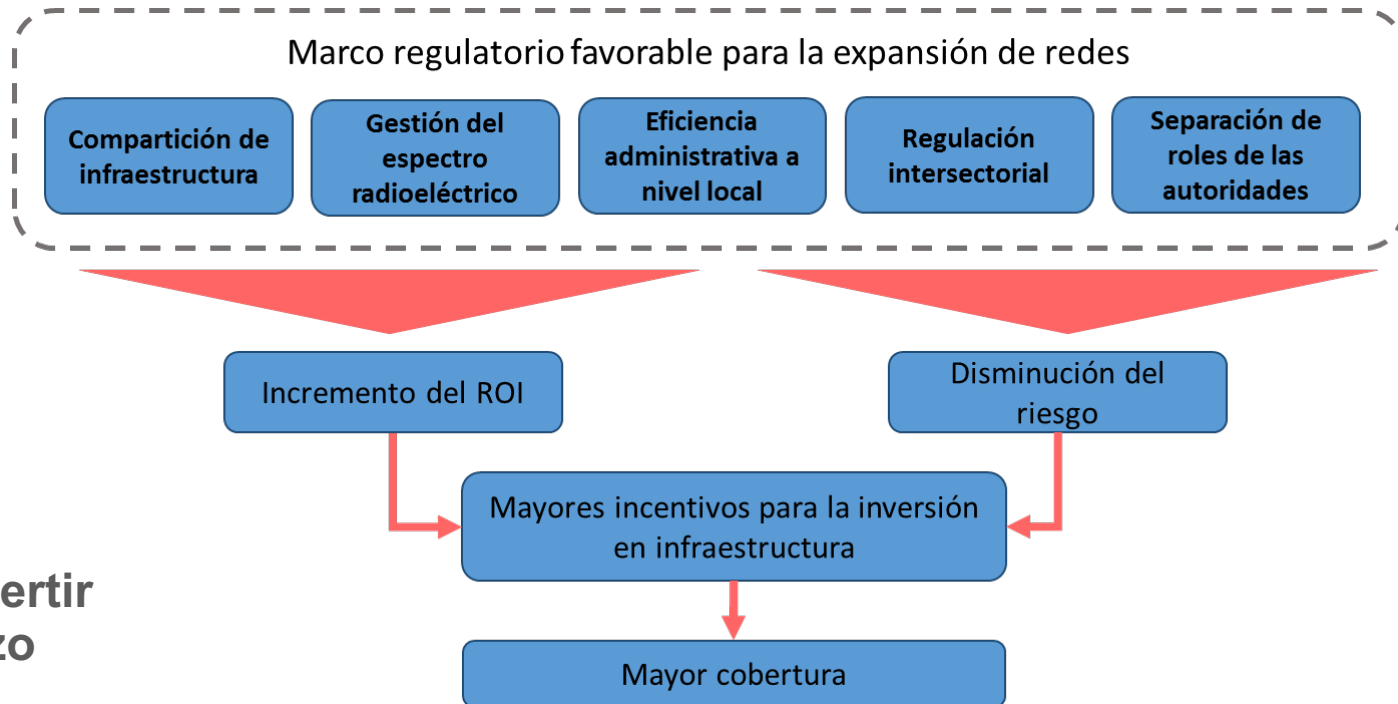 Marco regulatorio favorable para la expansión de redes
Compartición de
infraestructura
Gestión del
espectro
radioeléctrico
Eficiencia
administrativa a
nivel local
Regulación
intersectorial
Separación de
roles de las
autoridades
Incremento del ROI
Disminución del
riesgo
Mayores incentivos para la inversión
en infraestructura
ertir
zo
Mayor cobertura